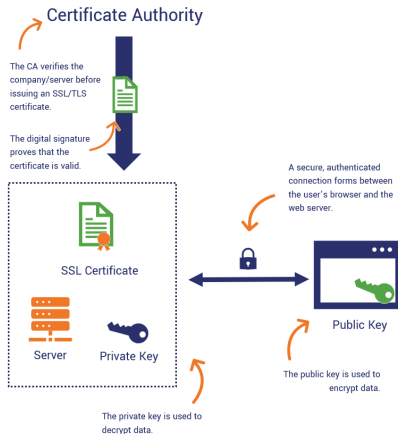 Certificate Authority
The CA verifies the
company/server before
issuing an SSL/TLS
certificate.
The digital signature
proves that the
certificate is valid.
A secure, authenticated
connection forms between
the user's browser and the
web server.
SSL Certificate
Server
Private Key
Public Key
The public key is used to
encrypt data.
The private key is used to
decrypt data.